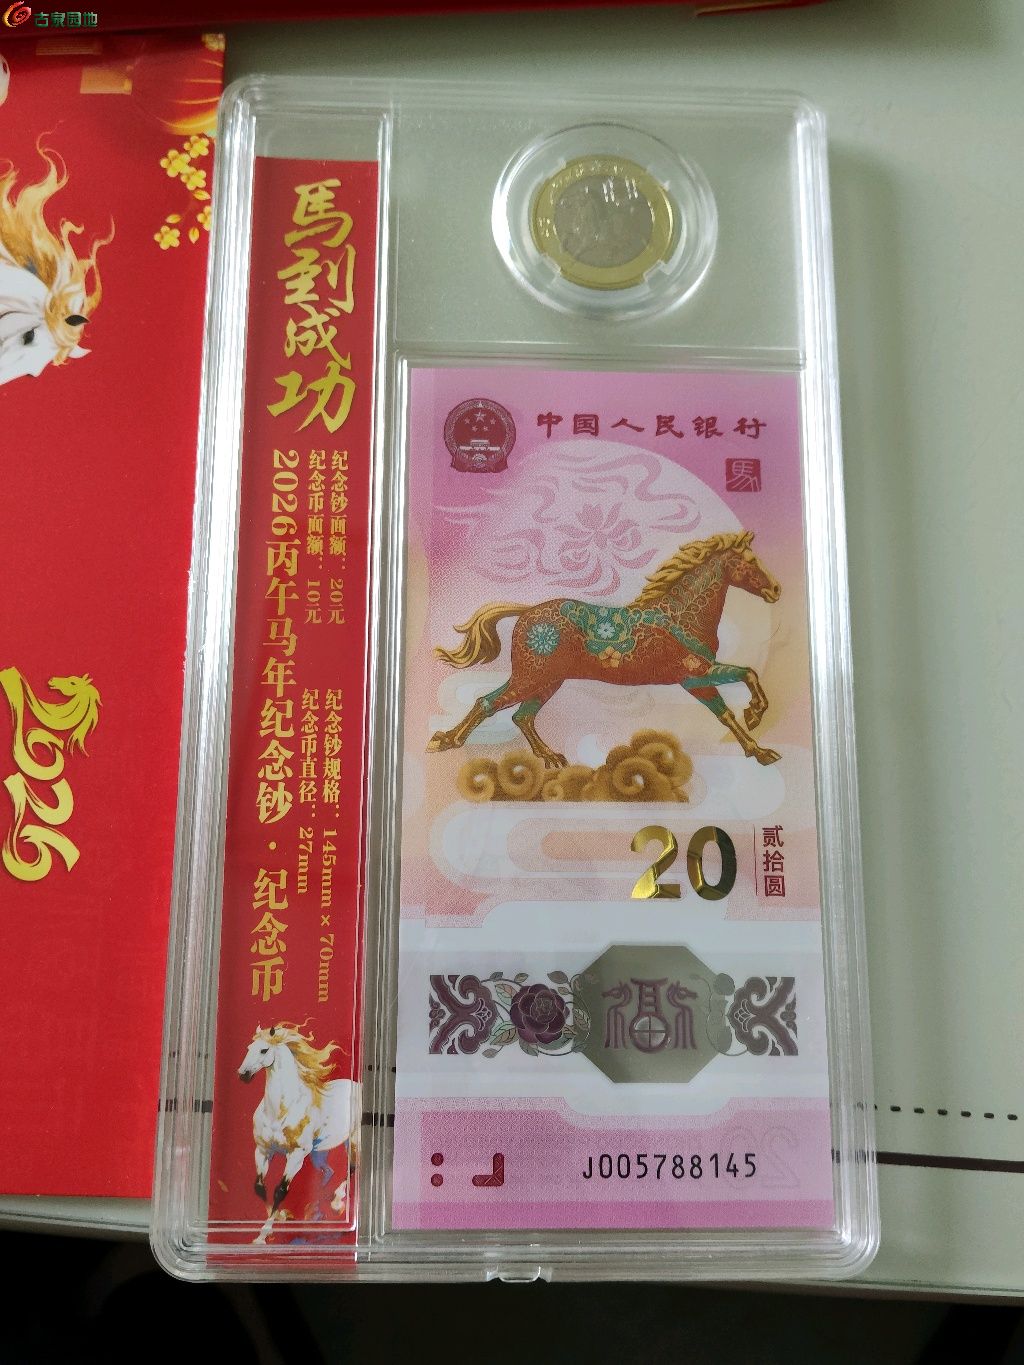 古泉园地
馬到成功
2026丙午马年纪念钞·纪念币
纪念钞面额：20元
纪念币面额：10元
纪念钞规格：145mm×70mm
纪念币直径：27mm
中国人民银行
馬
20
贰拾圆
福
J005788145
20
2026